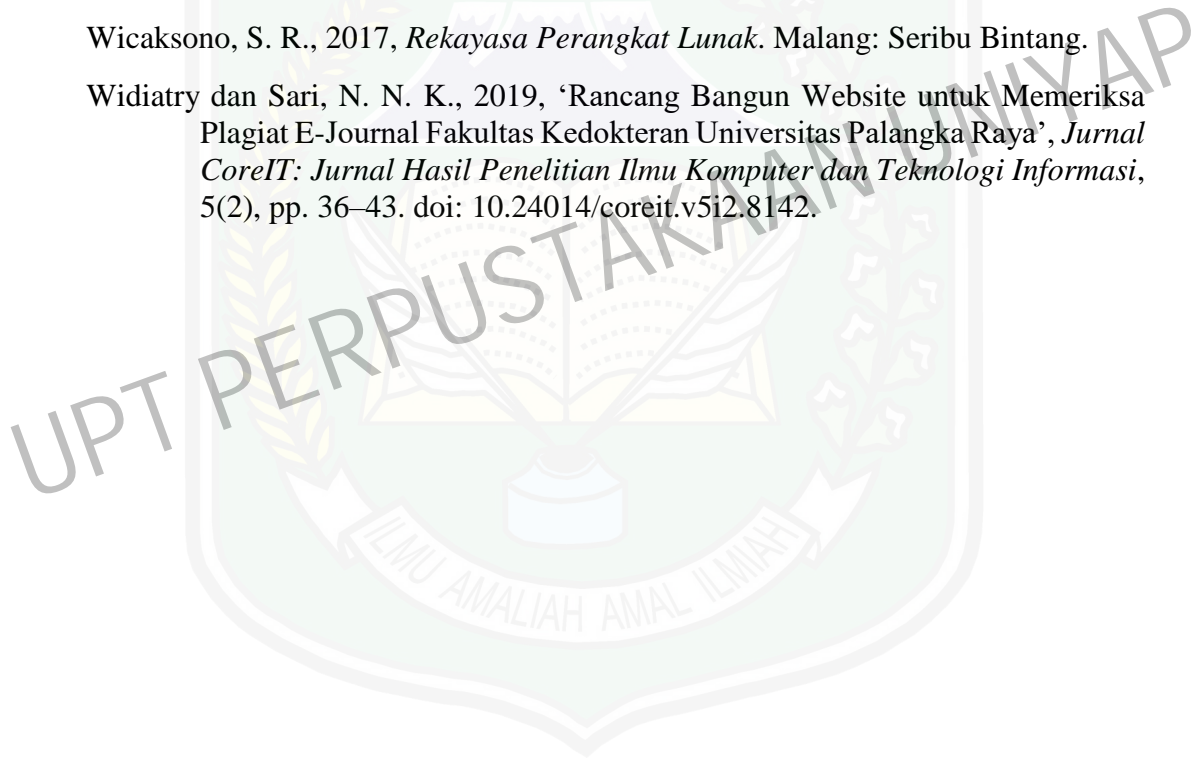 Wicaksono, S. R., 2017, Rekayasa Perangkat Lunak. Malang: Seribu Bintang.
Widiatry dan Sari, N. N. K., 2019, ‘Rancang Bangun Website untuk Memeriksa
Plagiat E-Journal Fakultas Kedokteran Universitas Palangka Raya’, Jurnal
CoreIT: Jurnal Hasil Penelitian Ilmu Komputer dan Teknologi Informasi,
5(2), pp. 36–43. doi: 10.24014/coreit.v5i2.8142.
UPT PERPUSTAKAAN UNIYAP
ILMU AMALIAH AMAL ILMIAH